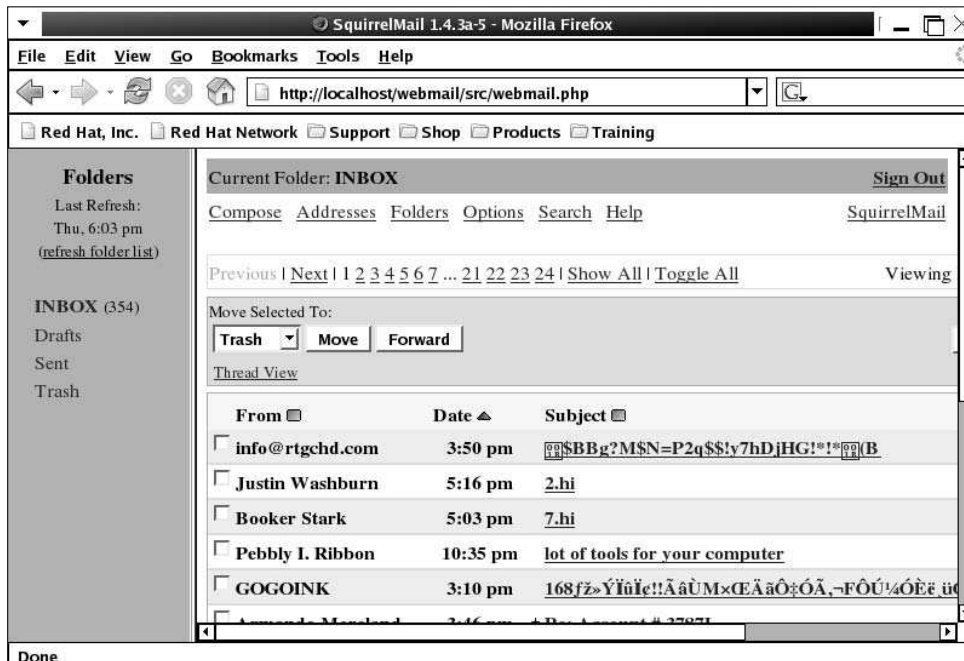 SquirrelMail 1.4.3a-5 - Mozilla Firefox
File Edit View Go Bookmarks Tools Help
http://localhost/webmail/src/webmail.php
G
Red Hat, Inc. Red Hat Network Support Shop Products Training
Folders
Last Refresh:
Thu, 6:03 pm
(refresh folder list)
INBOX (354)
Drafts
Sent
Trash
Current Folder: INBOX Sign Out
Compose Addresses Folders Options Search Help SquirrelMail
Previous | Next | 1 2 3 4 5 6 7 ... 21 22 23 24 | Show All | Toggle All Viewing
Move Selected To:
Trash Move Forward
Thread View
From Date Subject
info@rtgchd.com 3:50 pm $BBg?M$N=P2q$$!y7hDjHG!*!*(B
Justin Washburn 5:16 pm 2.hi
Booker Stark 5:03 pm 7.hi
Pebbly I. Ribbon 10:35 pm lot of tools for your computer
GOGOINK 3:10 pm
Done